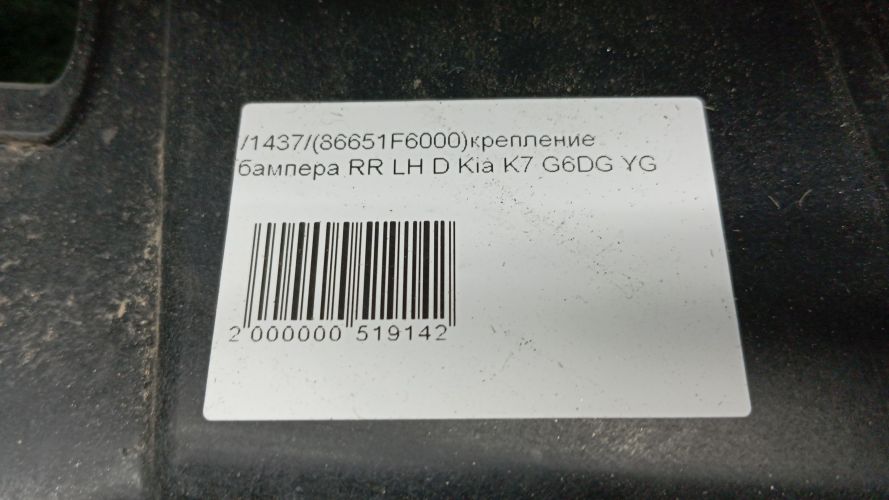 /1437/(86651F6000)крепление
бампера RR LH D Kia K7 G6DG YG
2 000000 519142